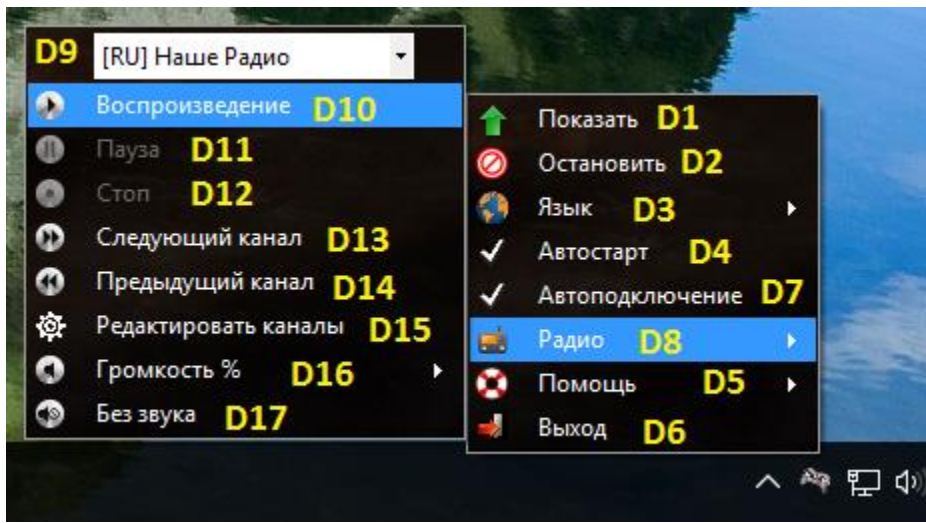 D9 [RU] Наше Радио
Воспроизведение D10
Пауза D11
Стоп D12
Следующий канал D13
Предыдущий канал D14
Редактировать каналы D15
Громкость % D16
Без звука D17
Показать D1
Остановить D2
Язык D3
Автостарт D4
Автоподключение D7
Радио D8
Помощь D5
Выход D6